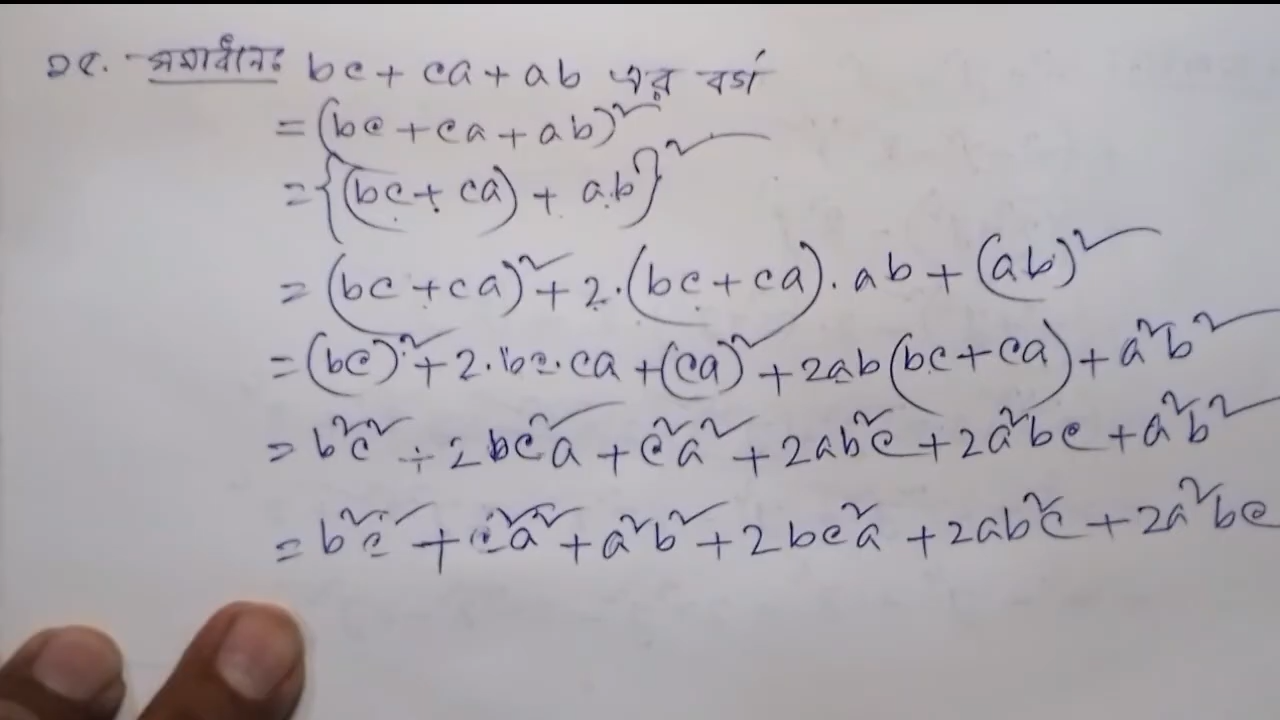 ১৫. সমাধান: bc + ca + ab এর বর্গ
= (bc + ca + ab)²
= {(bc + ca) + ab}²
= (bc + ca)² + 2.(bc + ca).ab + (ab)²
= (bc)² + 2.bc.ca + (ca)² + 2ab(bc + ca) + a²b²
= b²c² + 2bc²a + c²a² + 2ab²c + 2a²bc + a²b²
= b²c² + c²a² + a²b² + 2bc²a + 2ab²c + 2a²bc